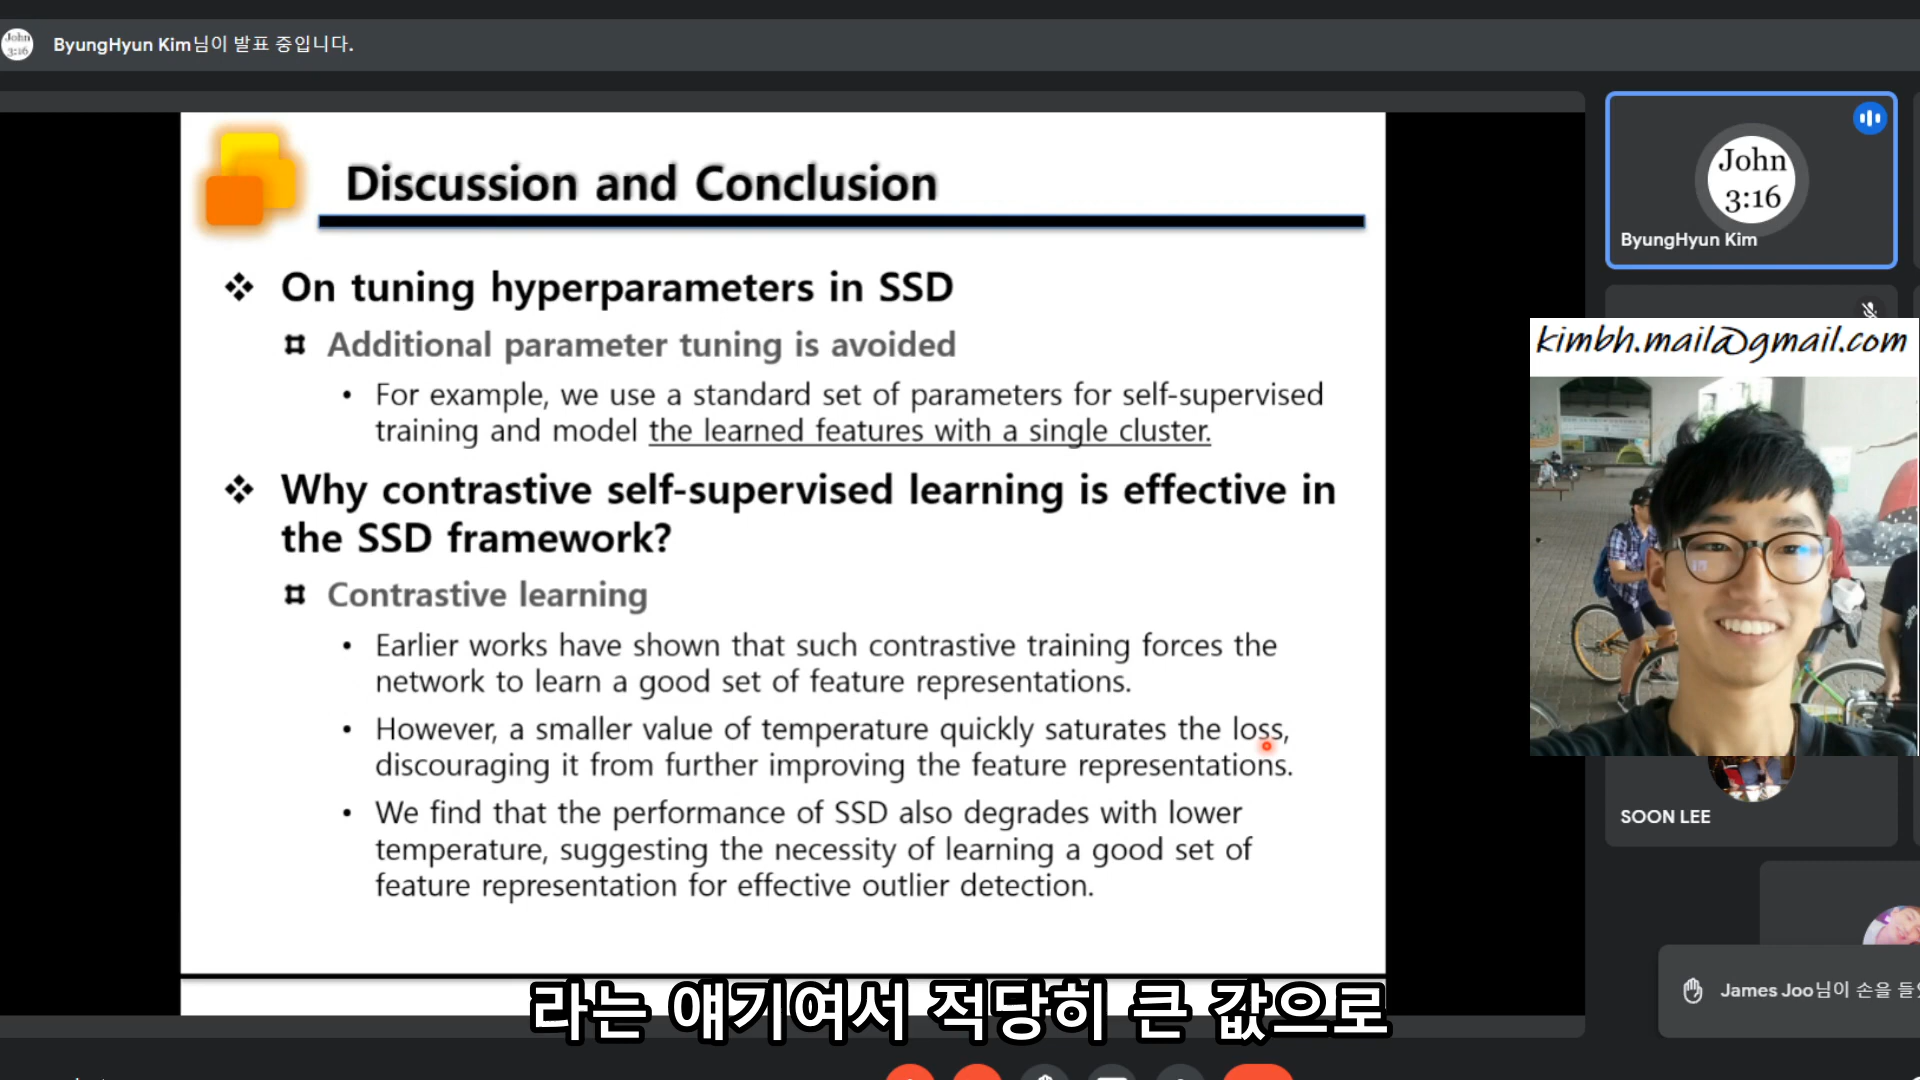 John
3:16
ByungHyun Kim님이 발표 중입니다.
Discussion and Conclusion
On tuning hyperparameters in SSD
Additional parameter tuning is avoided
• For example, we use a standard set of parameters for self-supervised
training and model the learned features with a single cluster.
Why contrastive self-supervised learning is effective in
the SSD framework?
Contrastive learning
• Earlier works have shown that such contrastive training forces the
network to learn a good set of feature representations.
• However, a smaller value of temperature quickly saturates the loss,
discouraging it from further improving the feature representations.
• We find that the performance of SSD also degrades with lower
temperature, suggesting the necessity of learning a good set of
feature representation for effective outlier detection.
라는 얘기여서 적당히 큰 값으로
John
3:16
ByungHyun Kim
kimbh.mail@gmail.com
SOON LEE
James Joo님이 손을